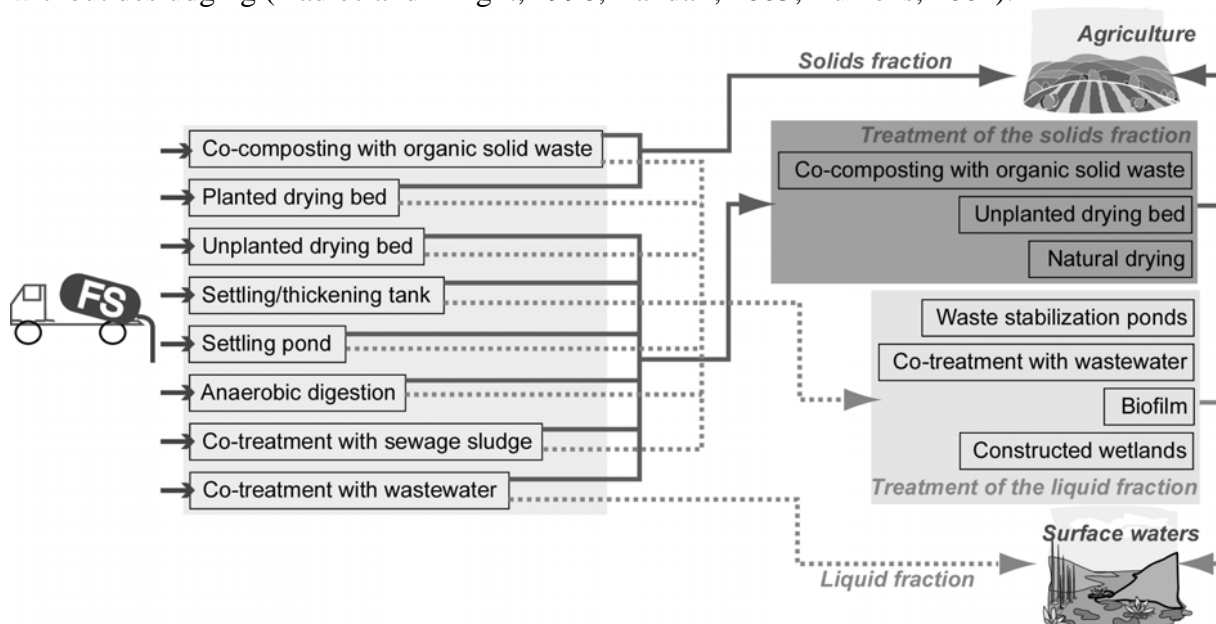 Agriculture
Solids fraction
Treatment of the solids fraction
Co-composting with organic solid waste
Co-composting with organic solid waste
Planted drying bed
Unplanted drying bed
Unplanted drying bed
Natural drying
FS
Settling/thickening tank
Waste stabilization ponds
Settling pond
Co-treatment with wastewater
Anaerobic digestion
Biofilm
Co-treatment with sewage sludge
Constructed wetlands
Co-treatment with wastewater
Treatment of the liquid fraction
Surface waters
Liquid fraction